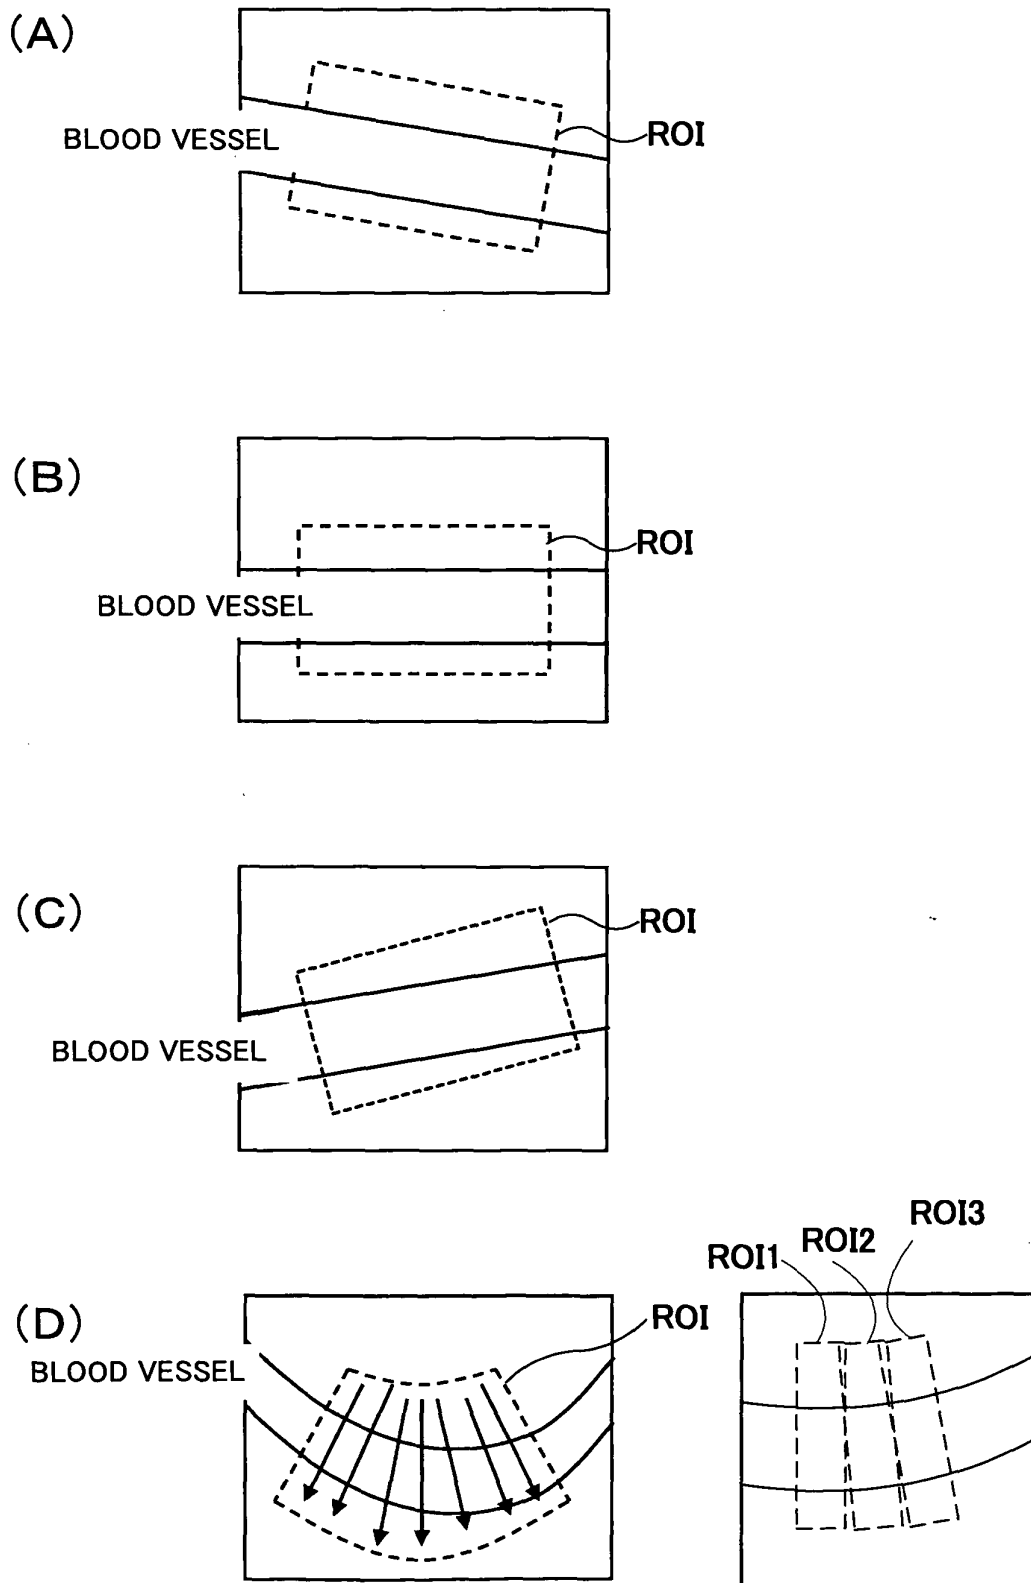 (A)
BLOOD VESSEL
ROI
(B)
ROI
BLOOD VESSEL
(C)
ROI
BLOOD VESSEL
ROI3
ROI2
ROI1
(D)
ROI
BLOOD VESSEL